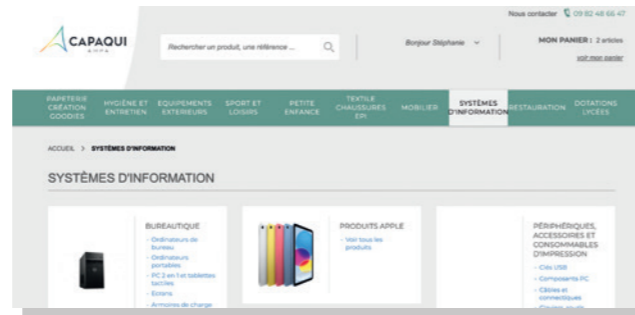 Nous contacter 09 82 48 66 47
CAPAQUI
Rechercher un produit, une référence ...
Bonjour Stéphanie
MON PANIER : 2 articles
voir mon panier
PAPETERIE CRÉATION GOODIES
HYGIÈNE ET ENTRETIEN
EQUIPEMENTS EXTERIEURS
SPORT ET LOISIRS
PETITE ENFANCE
TEXTILE CHAUSSURES EPI
MOBILIER
SYSTÈMES D'INFORMATION
RESTAURATION
DOTATIONS LYCÉES
ACCUEIL > SYSTÈMES D'INFORMATION
SYSTÈMES D'INFORMATION
BUREAUTIQUE
- Ordinateurs de
bureau
- Ordinateurs
portables
- PC 2 en 1 et tablettes
tactiles
- Ecrans
- Armoires de charge
PRODUITS APPLE
- Voir tous les
produits
PÉRIPHÉRIQUES,
ACCESSOIRES ET
CONSOMMABLES
D'IMPRESSION
- Clés USB
- Composants PC
- Câbles et
connectiques